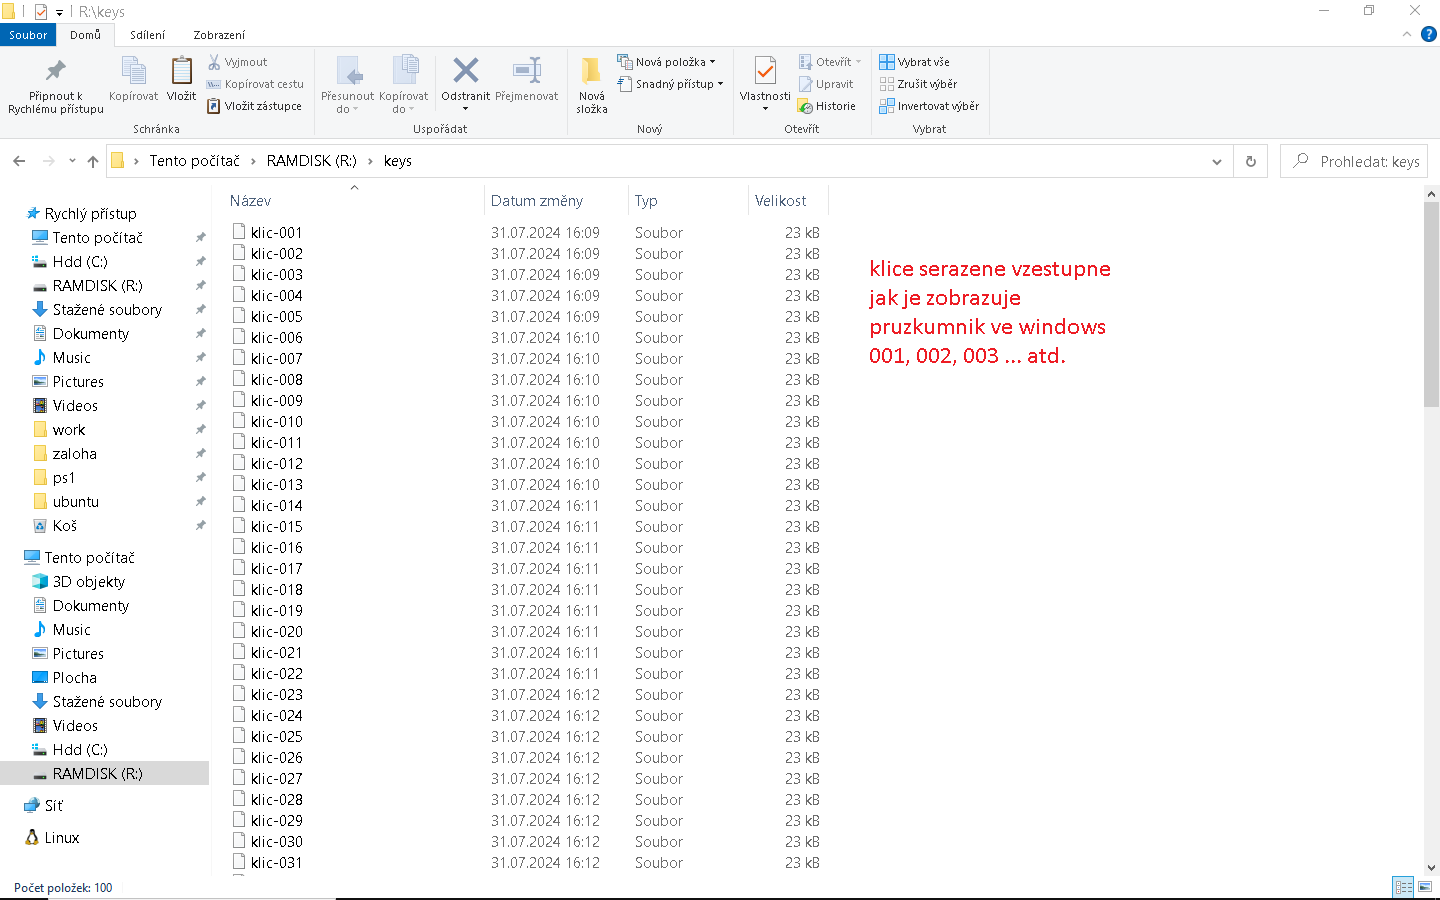 R:\keys
Soubor Domů Sdílení Zobrazení
Připnout k Rychlému přístupu
Kopírovat
Vložit
Vyjmout
Kopírovat cestu
Vložit zástupce
Schránka
Přesunout do
Kopírovat do
Odstranit
Přejmenovat
Uspořádat
Nová složka
Nová položka
Snadný přístup
Nový
Vlastnosti
Otevřít
Upravit
Historie
Otevřít
Vybrat vše
Zrušit výběr
Invertovat výběr
Vybrat
Tento počítač › RAMDISK (R:) › keys
Prohledat: keys
Rychlý přístup
Tento počítač
Hdd (C:)
RAMDISK (R:)
Stažené soubory
Dokumenty
Music
Pictures
Videos
work
zaloha
ps1
ubuntu
Koš
Tento počítač
3D objekty
Dokumenty
Music
Pictures
Plocha
Stažené soubory
Videos
Hdd (C:)
RAMDISK (R:)
Síť
Linux
Název Datum změny Typ Velikost
klic-001 31.07.2024 16:09 Soubor 23 kB
klic-002 31.07.2024 16:09 Soubor 23 kB
klic-003 31.07.2024 16:09 Soubor 23 kB
klic-004 31.07.2024 16:09 Soubor 23 kB
klic-005 31.07.2024 16:09 Soubor 23 kB
klic-006 31.07.2024 16:10 Soubor 23 kB
klic-007 31.07.2024 16:10 Soubor 23 kB
klic-008 31.07.2024 16:10 Soubor 23 kB
klic-009 31.07.2024 16:10 Soubor 23 kB
klic-010 31.07.2024 16:10 Soubor 23 kB
klic-011 31.07.2024 16:10 Soubor 23 kB
klic-012 31.07.2024 16:10 Soubor 23 kB
klic-013 31.07.2024 16:10 Soubor 23 kB
klic-014 31.07.2024 16:11 Soubor 23 kB
klic-015 31.07.2024 16:11 Soubor 23 kB
klic-016 31.07.2024 16:11 Soubor 23 kB
klic-017 31.07.2024 16:11 Soubor 23 kB
klic-018 31.07.2024 16:11 Soubor 23 kB
klic-019 31.07.2024 16:11 Soubor 23 kB
klic-020 31.07.2024 16:11 Soubor 23 kB
klic-021 31.07.2024 16:11 Soubor 23 kB
klic-022 31.07.2024 16:11 Soubor 23 kB
klic-023 31.07.2024 16:12 Soubor 23 kB
klic-024 31.07.2024 16:12 Soubor 23 kB
klic-025 31.07.2024 16:12 Soubor 23 kB
klic-026 31.07.2024 16:12 Soubor 23 kB
klic-027 31.07.2024 16:12 Soubor 23 kB
klic-028 31.07.2024 16:12 Soubor 23 kB
klic-029 31.07.2024 16:12 Soubor 23 kB
klic-030 31.07.2024 16:12 Soubor 23 kB
klic-031 31.07.2024 16:12 Soubor 23 kB
klice serazene vzestupne
jak je zobrazuje
pruzkumnik ve windows
001, 002, 003 ... atd.
Počet položek: 100